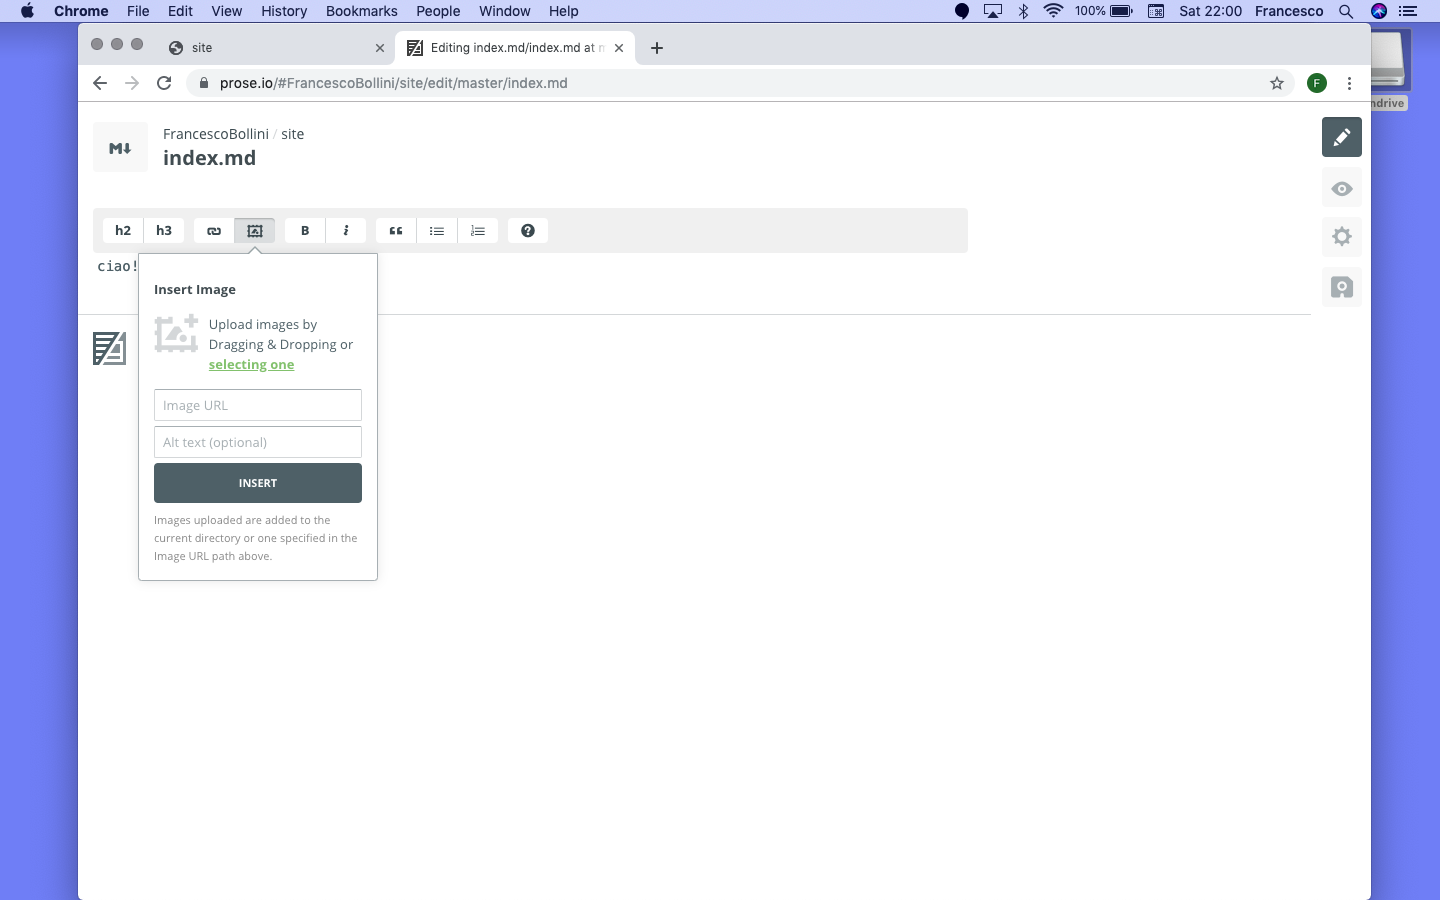 Chrome File Edit View History Bookmarks People Window Help 100% Sat 22:00 Francesco
site
Editing index.md/index.md at m
prose.io/#FrancescoBollini/site/edit/master/index.md
F
ndrive
M
FrancescoBollini / site
index.md
h2 h3 B i
ciao!
Insert Image
Upload images by
Dragging & Dropping or
selecting one
Image URL
Alt text (optional)
INSERT
Images uploaded are added to the
current directory or one specified in the
Image URL path above.